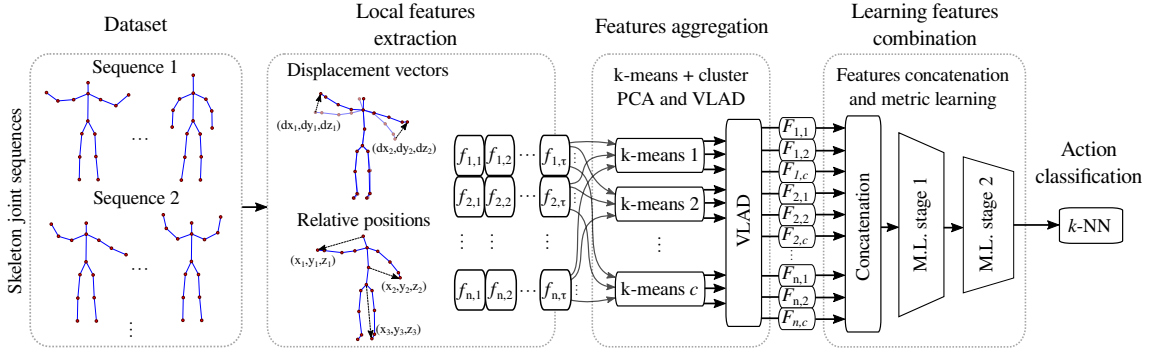 Dataset
Local features
extraction
Features aggregation
Learning features
combination
Skeleton joint sequences
Sequence 1
...
Sequence 2
...
...
Displacement vectors
(dx1,dy1,dz1)
(dx2,dy2,dz2)
Relative positions
(x1,y1,z1)
(x2,y2,z2)
(x3,y3,z3)
f1,1 f1,2 ... f1,τ
f2,1 f2,2 ... f2,τ
... ... ...
fn,1 fn,2 ... fn,τ
k-means + cluster
PCA and VLAD
k-means 1
k-means 2
...
k-means c
VLAD
F1,1
F1,2
F1,c
F2,1
F2,2
F2,c
...
Fn,1
Fn,2
Fn,c
Features concatenation
and metric learning
Concatenation
M.L. stage 1
M.L. stage 2
Action
classification
k-NN